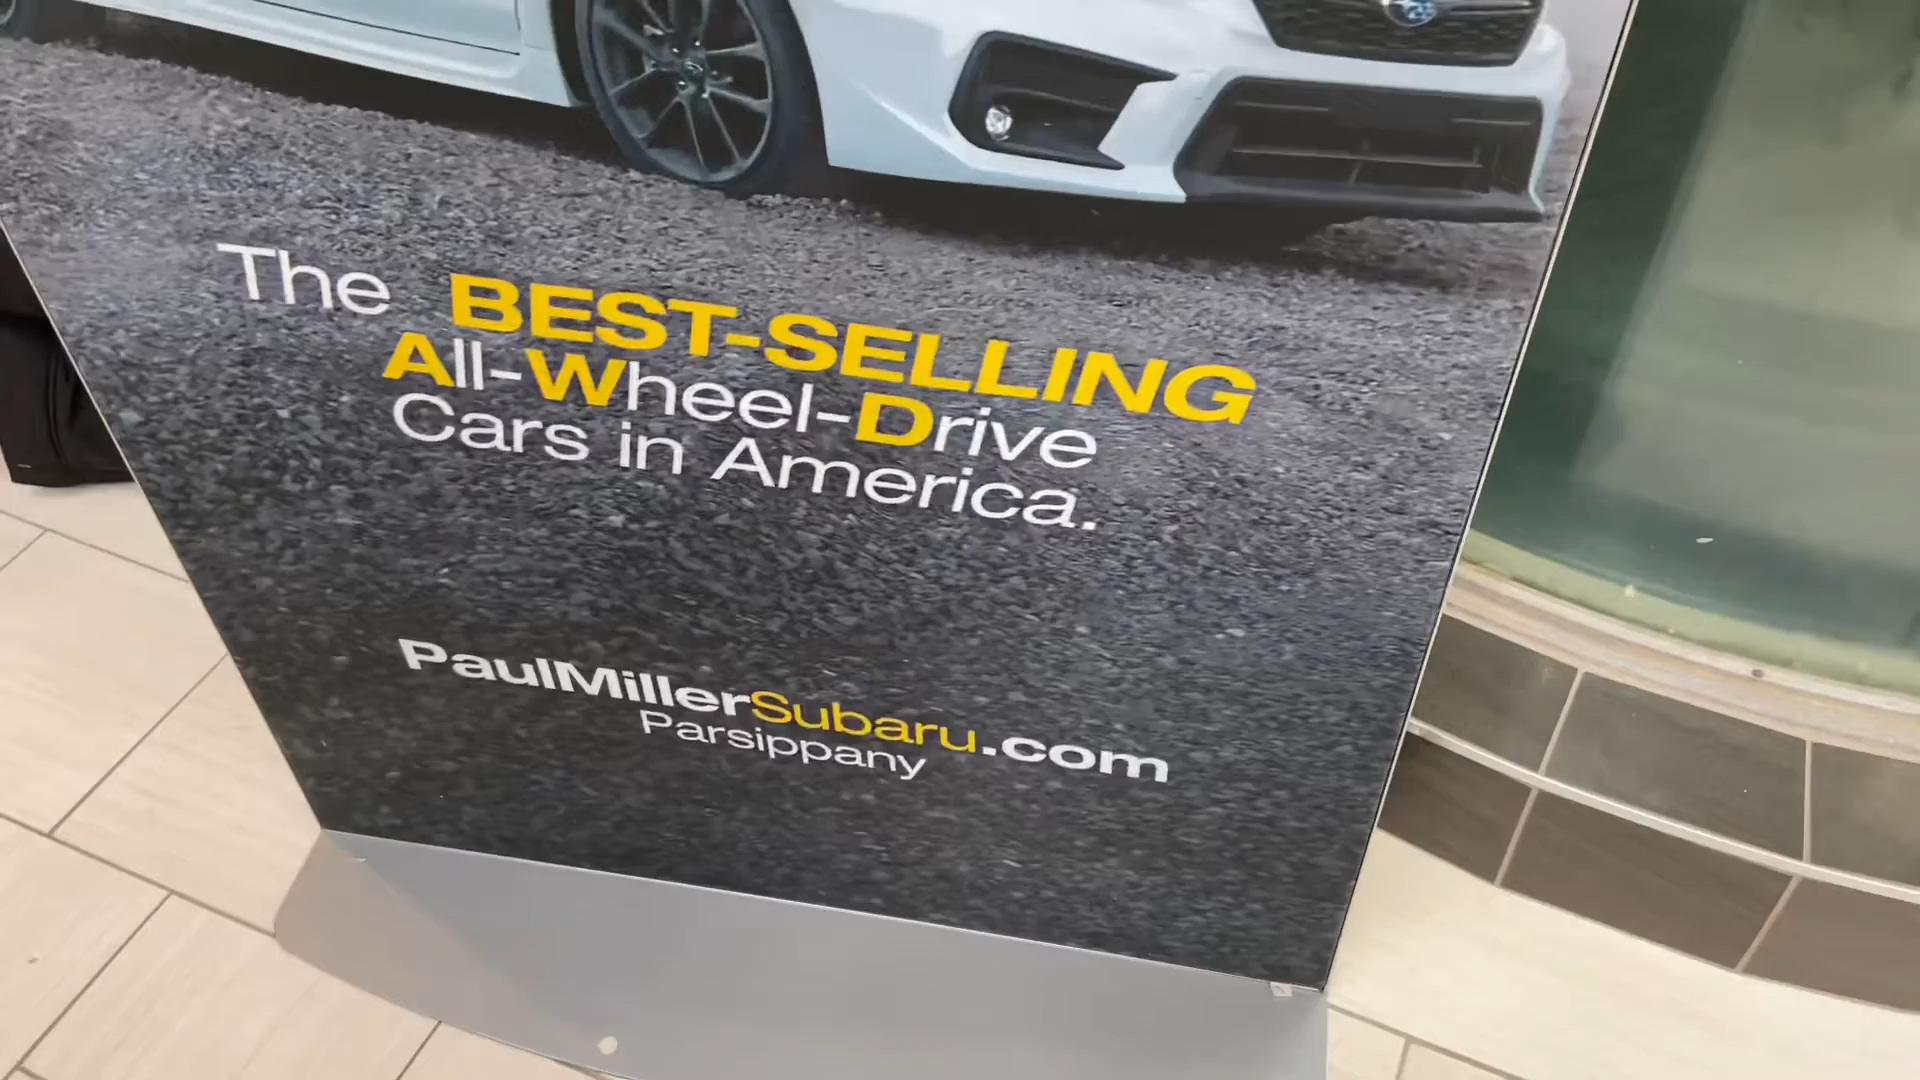 The BEST-SELLING
All-Wheel-Drive
Cars in America.
PaulMillerSubaru.com
Parsippany